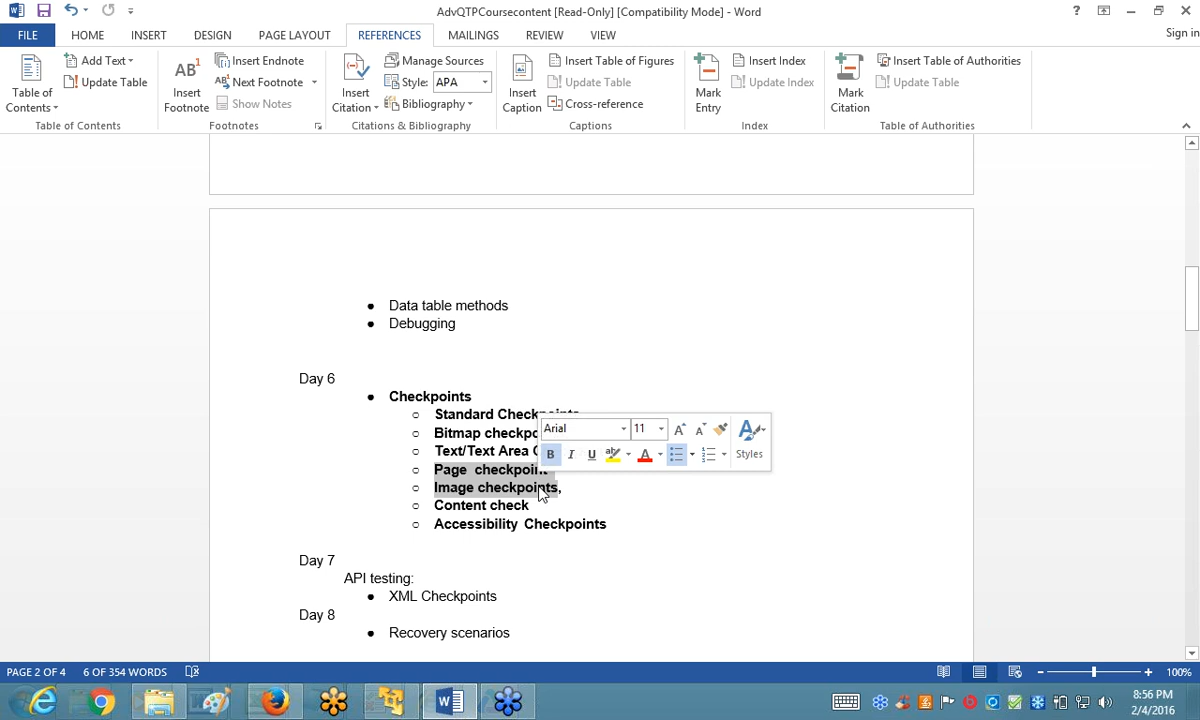 AdvQTPCoursecontent [Read-Only] [Compatibility Mode] - Word
?
Sign in
FILE HOME INSERT DESIGN PAGE LAYOUT REFERENCES MAILINGS REVIEW VIEW
Table of Contents
Add Text
Update Table
Table of Contents
AB1
Insert Footnote
Insert Endnote
Next Footnote
Show Notes
Footnotes
Insert Citation
Manage Sources
Style: APA
Bibliography
Citations & Bibliography
Insert Caption
Insert Table of Figures
Update Table
Cross-reference
Captions
Mark Entry
Insert Index
Update Index
Index
Mark Citation
Insert Table of Authorities
Update Table
Table of Authorities
• Data table methods
• Debugging
Day 6
• Checkpoints
○ Standard Checkpoints
○ Bitmap checkpo
○ Text/Text Area C
○ Page checkpoint
○ Image checkpoints,
○ Content check
○ Accessibility Checkpoints
Arial 11
B I U ab A Styles
Day 7
API testing:
• XML Checkpoints
Day 8
• Recovery scenarios
PAGE 2 OF 4 6 OF 354 WORDS 100%
8:56 PM
2/4/2016